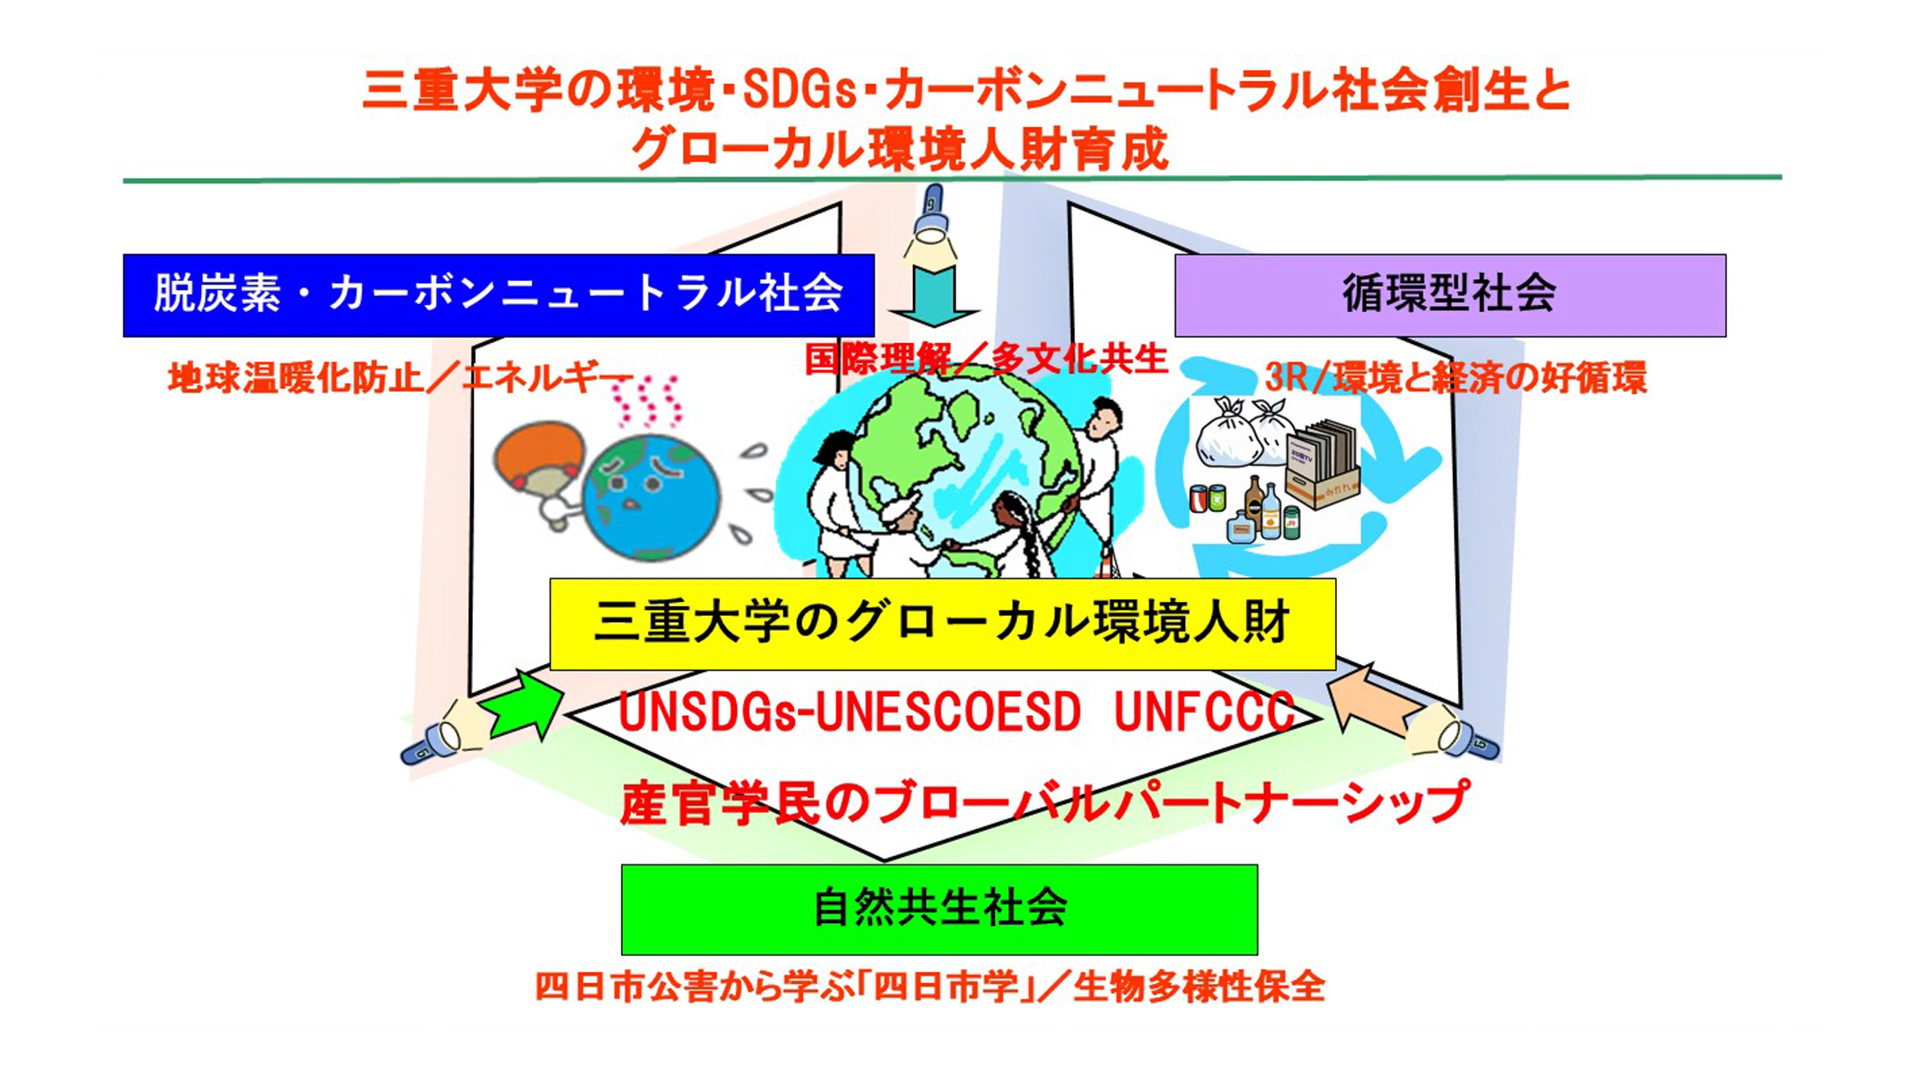 三重大学の環境・SDGs・カーボンニュートラル社会創生と
グローカル環境人財育成
脱炭素・カーボンニュートラル社会
循環型社会
地球温暖化防止／エネルギー
国際理解／多文化共生
3R/環境と経済の好循環
みかん
三重大学のグローカル環境人財
UNSDGs-UNESCOESD UNFCCC
産官学民のブローバルパートナーシップ
自然共生社会
四日市公害から学ぶ「四日市学」／生物多様性保全